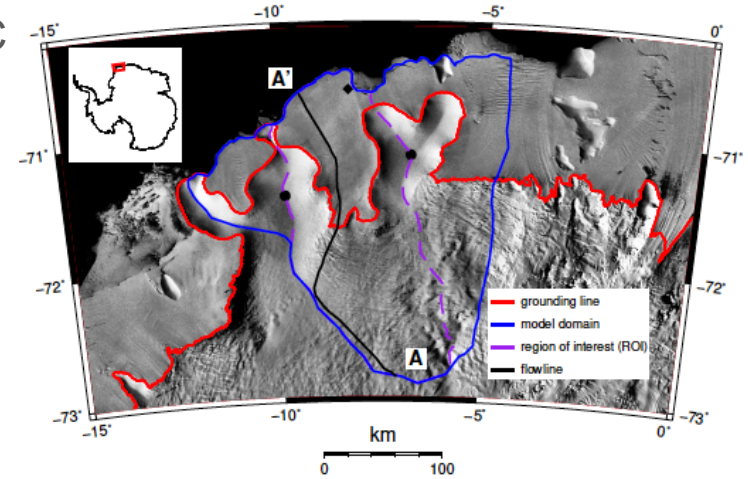 C
−10° −5°
−15° 0°
A'
−71° −71°
−72° −72°
grounding line
model domain
region of interest (ROI)
flowline
A
−73° −73°
−15° −10° −5° 0°
km
0 100